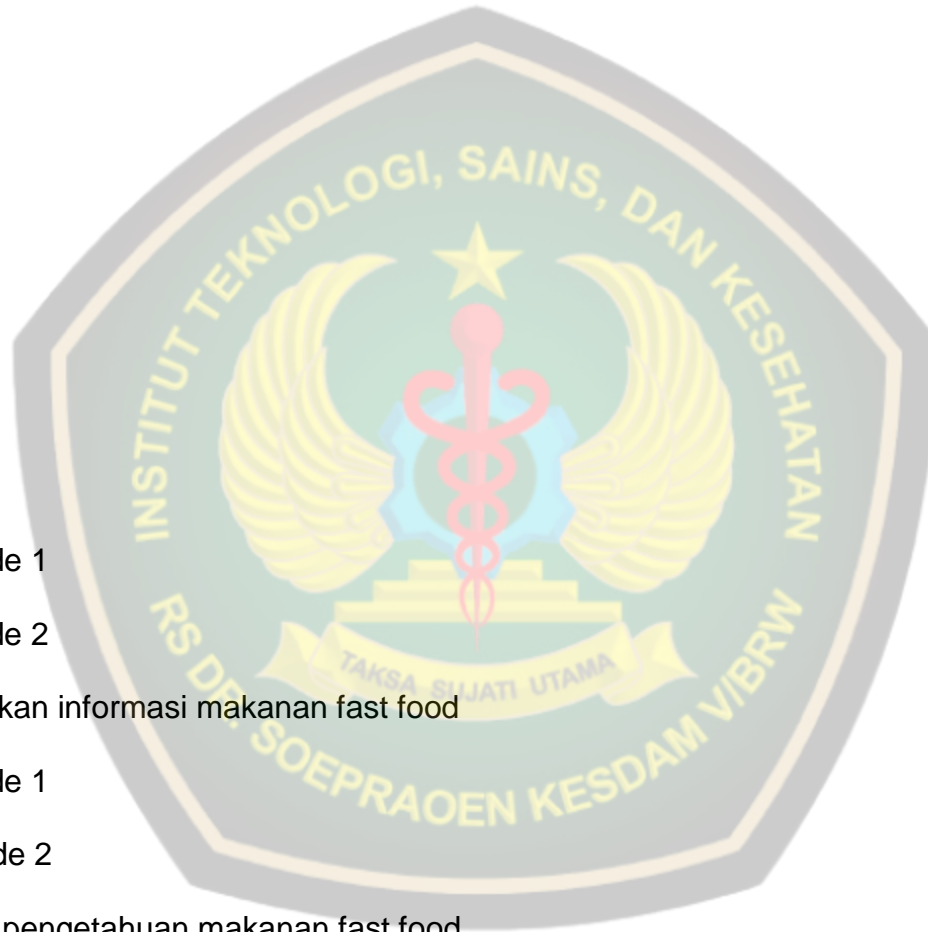 INSTITUT TEKNOLOGI, SAINS, DAN KESEHATAN
de 1
de 2
TAKSA SUJATI UTAMA
kan informasi makanan fast food
RS DR. SOEPRAOEN KESDAM V/BRW
de 1
de 2
pengetahuan makanan fast food